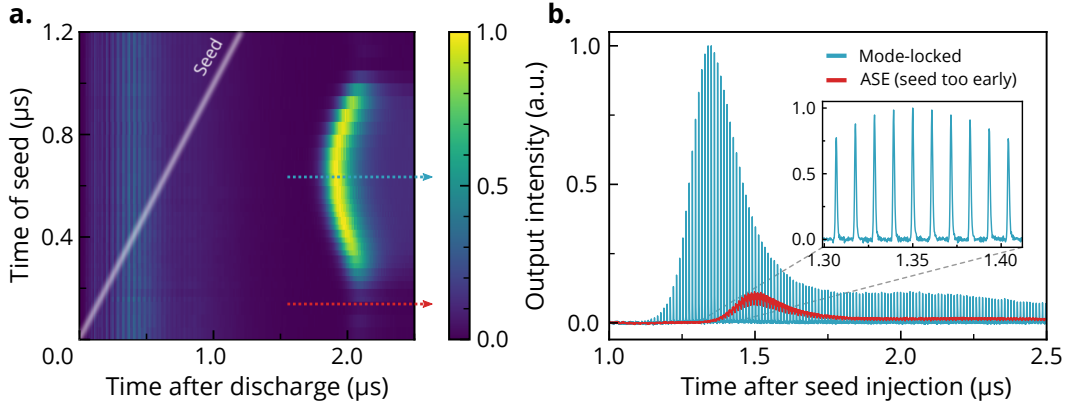 a.
Time of seed (μs)
1.2
0.8
0.4
0.0
1.0
2.0
Time after discharge (μs)
Seed
1.0
0.5
0.0
b.
Output intensity (a.u.)
1.0
0.5
0.0
1.0
1.5
2.0
2.5
Time after seed injection (μs)
Mode-locked
ASE (seed too early)
1.0
0.5
0.0
1.30
1.35
1.40